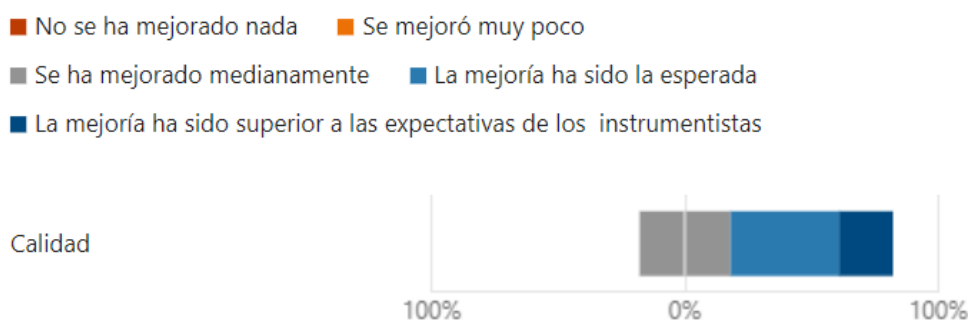 No se ha mejorado nada Se mejoró muy poco
Se ha mejorado medianamente La mejoría ha sido la esperada
La mejoría ha sido superior a las expectativas de los instrumentistas
Calidad
100% 0% 100%